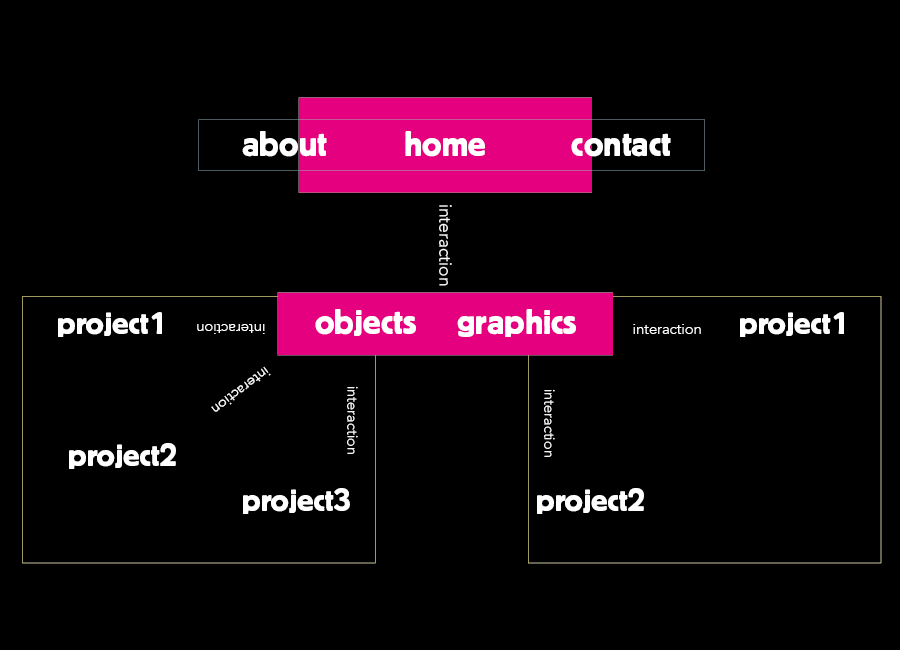 about home contact
interaction
objects graphics
project1 interaction interaction project1
interaction interaction interaction
project2
project3 project2